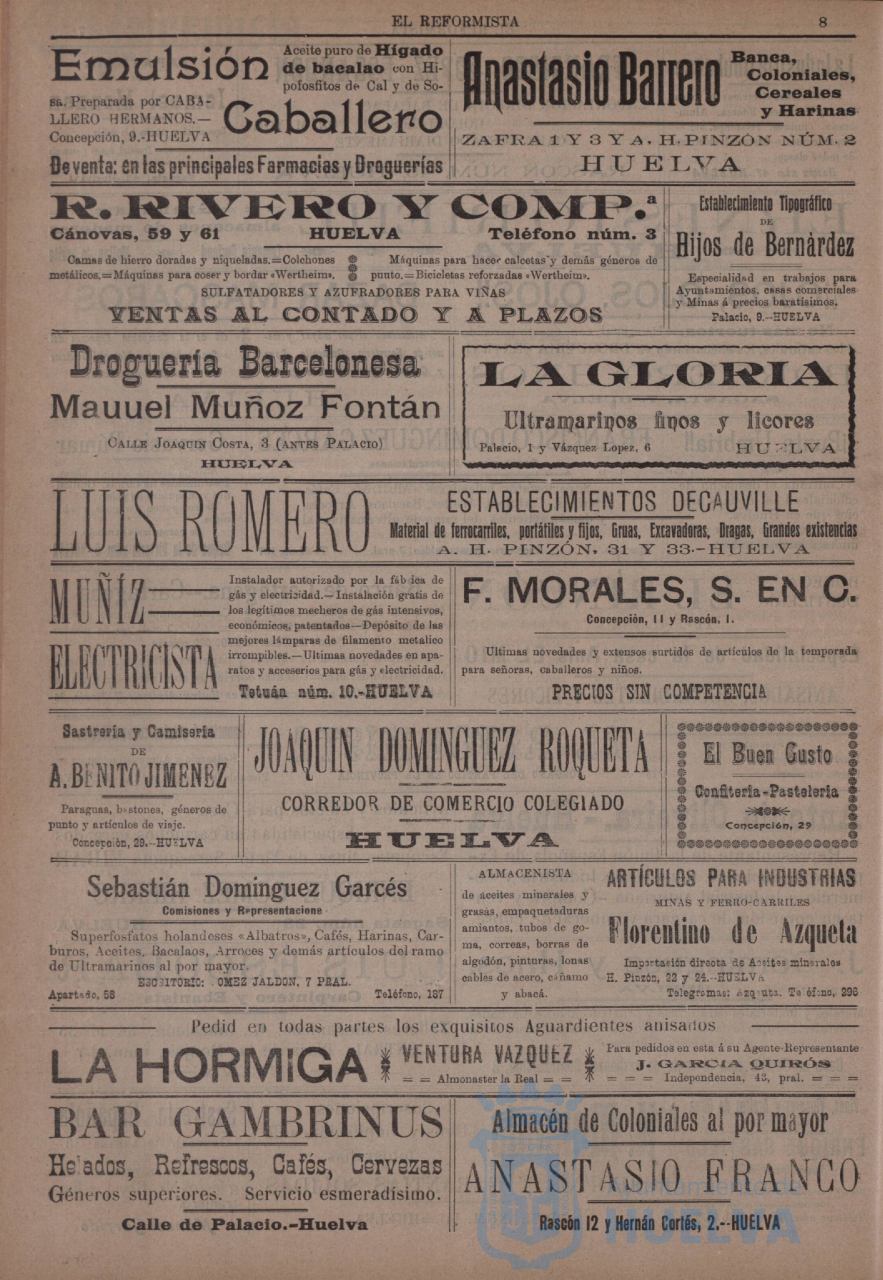 EL REFORMISTA 8
Emulsión
Aceite puro de Hígado
de bacalao con Hi-
pofosfitos de Cal y de So-
sa. Preparada por CABA-
LLERO HERMANOS.—
Concepción, 9.-HUELVA
Caballero
De venta: en las principales Farmacias y Droguerías
Anastasio Barrero
Banca,
Coloniales,
Cereales
y Harinas
ZAFRA 1 Y 3 Y A. H. PINZÓN NÚM. 2
HUELVA
R. RIVERO Y COMP.ª
Cánovas, 59 y 61 HUELVA Teléfono núm. 3
Camas de hierro doradas y niqueladas.=Colchones
metálicos.=Máquinas para coser y bordar «Wertheim».
Máquinas para hacer calcetas y demás géneros de
punto.=Bicicletas reforzadas «Wertheim».
SULFATADORES Y AZUFRADORES PARA VIÑAS
VENTAS AL CONTADO Y A PLAZOS
Establecimiento Tipográfico
DE
Hijos de Bernárdez
Especialidad en trabajos para
Ayuntamientos, casas comerciales
y Minas á precios baratísimos.
Palacio, 9.--HUELVA
Droguería Barcelonesa
Mauuel Muñoz Fontán
CALLE JOAQUIN COSTA, 3 (ANTES PALACIO)
HUELVA
LA GLORIA
Ultramarinos finos y licores
Palacio, 1 y Vázquez Lopez, 6 HUELVA
LUIS ROMERO
ESTABLECIMIENTOS DECAUVILLE
Material de ferrocarriles, portátiles y fijos, Gruas, Excavadoras, Dragas, Grandes existencias
A. H. PINZÓN, 31 Y 33.-HUELVA
MUÑÍZ
ELECTRICISTA
Instalador autorizado por la fábrica de
gás y electricidad.—Instalación gratis de
los legítimos mecheros de gás intensivos,
económicos, patentados—Depósito de las
mejores lámparas de filamento metalico
irrompibles.—Ultimas novedades en apa-
ratos y acceserios para gás y electricidad.
Tetuán núm. 10.-HUELVA
F. MORALES, S. EN C.
Concepción, 11 y Rascón, 1.
Ultimas novedades y extensos surtidos de artículos de la temporada
para señoras, caballeros y niños.
PRECIOS SIN COMPETENCIA
Sastrería y Camisería
DE
A. BENITO JIMENEZ
Paraguas, bastones, géneros de
punto y artículos de viaje.
Concepción, 29.--HUELVA
JOAQUIN DOMINGUEZ ROQUETA
CORREDOR DE COMERCIO COLEGIADO
HUELVA
El Buen Gusto
Confitería-Pastelería
Concepción, 29
Sebastián Dominguez Garcés
Comisiones y Representacione
Superfosfatos holandeses «Albatros», Cafés, Harinas, Car-
buros, Aceites, Bacalaos, Arroces y demás artículos del ramo
de Ultramarinos al por mayor.
ESCRITORIO: OMEZ JALDON, 7 PRAL.
Apartado, 58 Teléfono, 187
ALMACENISTA
de aceites minerales y
grasas, empaquetaduras
amiantos, tubos de go-
ma, correas, borras de
algodón, pinturas, lonas
cables de acero, cáñamo
y abacá.
ARTÍCULOS PARA INDUSTRIAS
MINAS Y FERRO-CARRILES
Florentino de Azqueta
Importación directa de Aceites minerales
H. Pinzón, 22 y 24.--HUELVA
Telegramas: Azqueta. Teléfono, 296
Pedid en todas partes los exquisitos Aguardientes anisados
LA HORMIGA
VENTURA VAZQUEZ
= = Almonaster la Real = =
Para pedidos en esta á su Agente-Representante
J. GARCIA QUIRÓS
= = = Independencia, 43, pral. = = =
BAR GAMBRINUS
Helados, Refrescos, Cafés, Cervezas
Géneros superiores. Servicio esmeradísimo.
Calle de Palacio.-Huelva
Almacén de Coloniales al por mayor
ANASTASIO FRANCO
Rascón 12 y Hernán Cortés, 2.--HUELVA
HUELVA